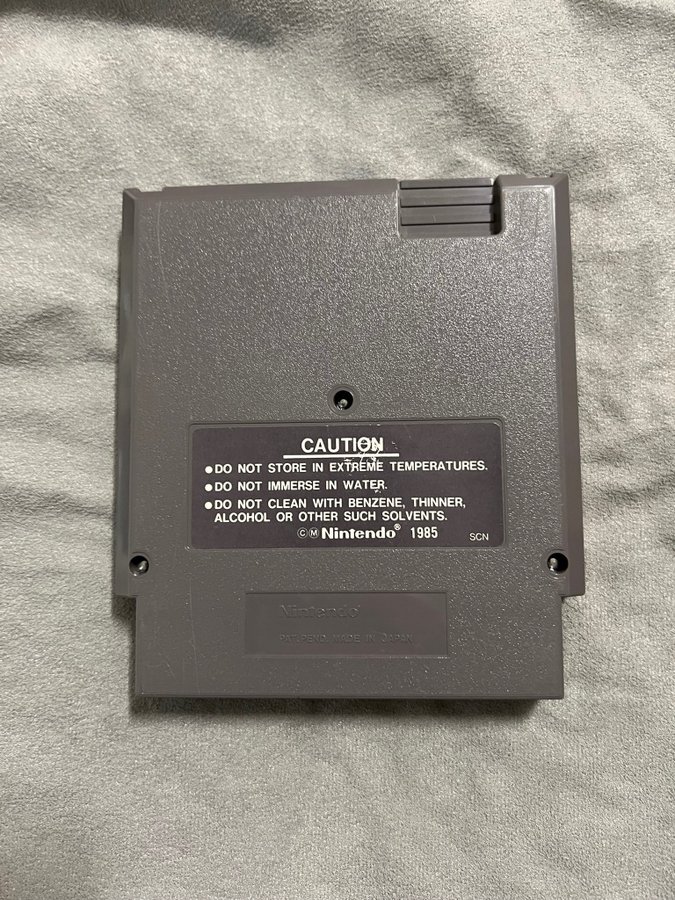 CAUTION
●DO NOT STORE IN EXTREME TEMPERATURES.
●DO NOT IMMERSE IN WATER.
●DO NOT CLEAN WITH BENZENE, THINNER,
ALCOHOL OR OTHER SUCH SOLVENTS.
ⒸⓂ Nintendo® 1985 SCN
Nintendo®
PAT.PEND. MADE IN JAPAN